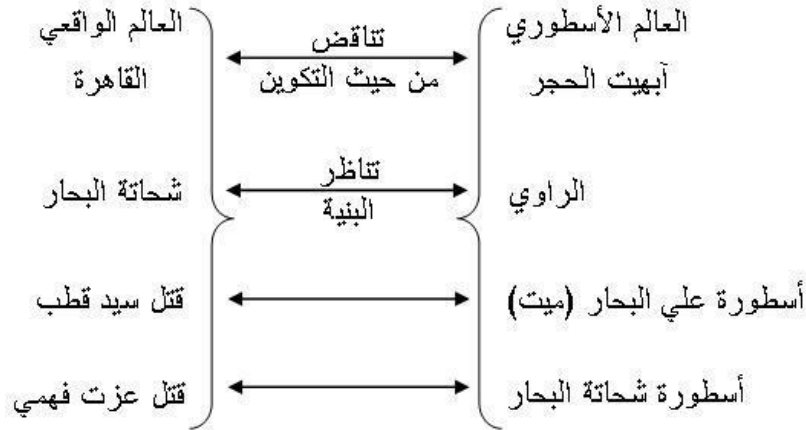 العالم الأسطوري
تناقض
العالم الواقعي
آبهيت الحجر
من حيث التكوين
القاهرة
الراوي
تناظر
شحاتة البحار
البنية
أسطورة علي البحار (ميت)
قتل سيد قطب
أسطورة شحاتة البحار
قتل عزت فهمي